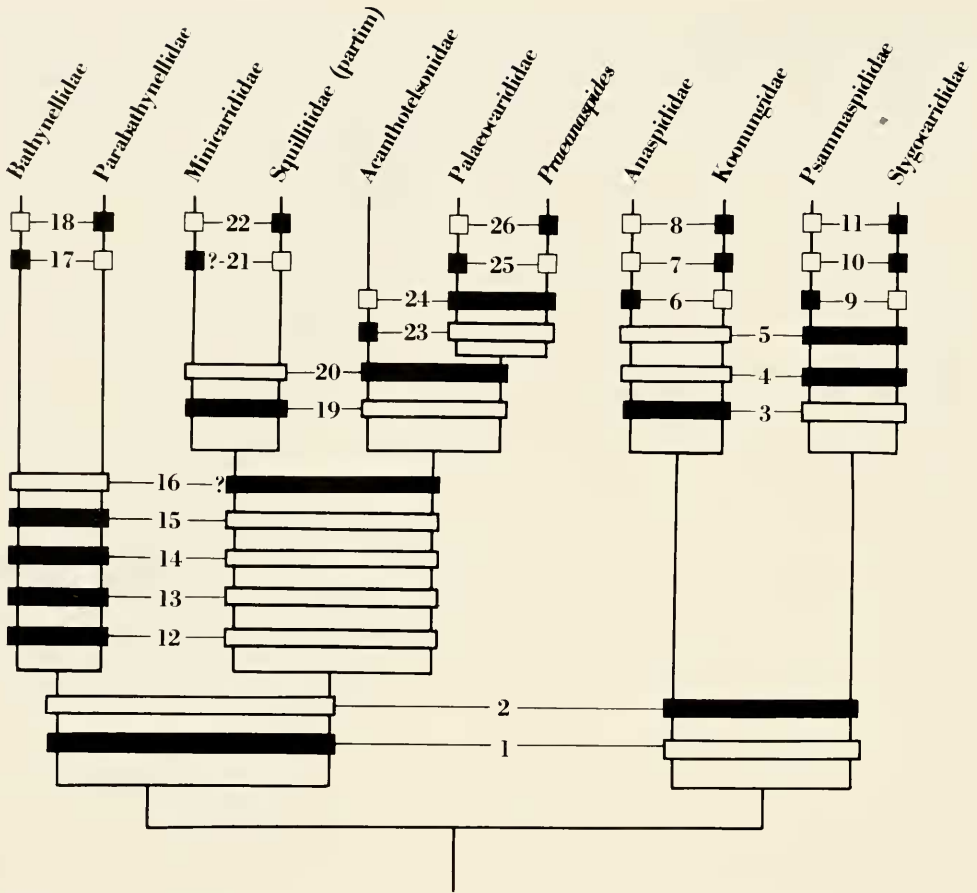 Bathynellidae
Parabathynellidae
Minicarididae
Squillitidae (partim)
Acanthotelsonidae
Palaeocarididae
Praeanaspides
Anaspididae
Koonungidae
Psammaspididae
Stygocarididae
18
22
26
8
11
17
?-21
25
7
10
24
6
9
23
5
20
4
19
3
16 ?
15
14
13
12
2
1